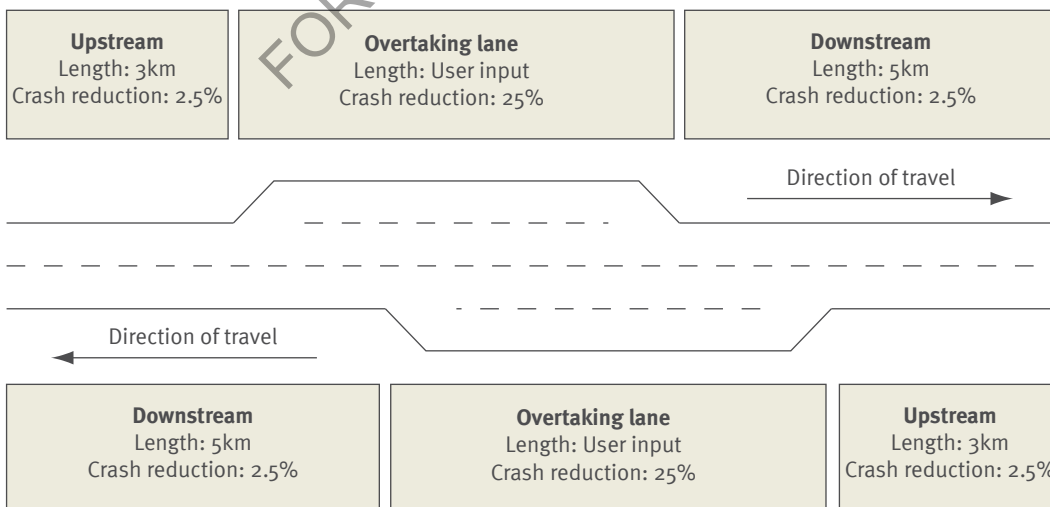 FOR
Upstream
Length: 3km
Crash reduction: 2.5%
Overtaking lane
Length: User input
Crash reduction: 25%
Downstream
Length: 5km
Crash reduction: 2.5%
Direction of travel
Direction of travel
Downstream
Length: 5km
Crash reduction: 2.5%
Overtaking lane
Length: User input
Crash reduction: 25%
Upstream
Length: 3km
Crash reduction: 2.5%